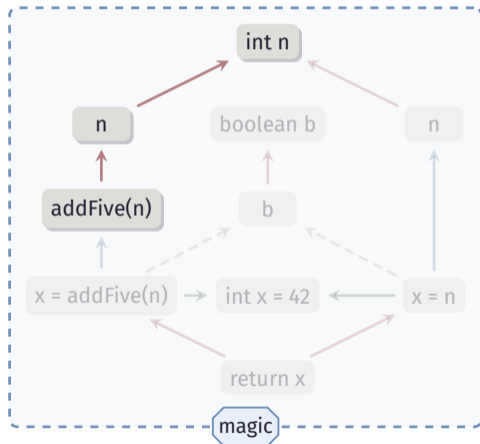 int n
n
boolean b
n
addFive(n)
b
x = addFive(n)
int x = 42
x = n
return x
magic